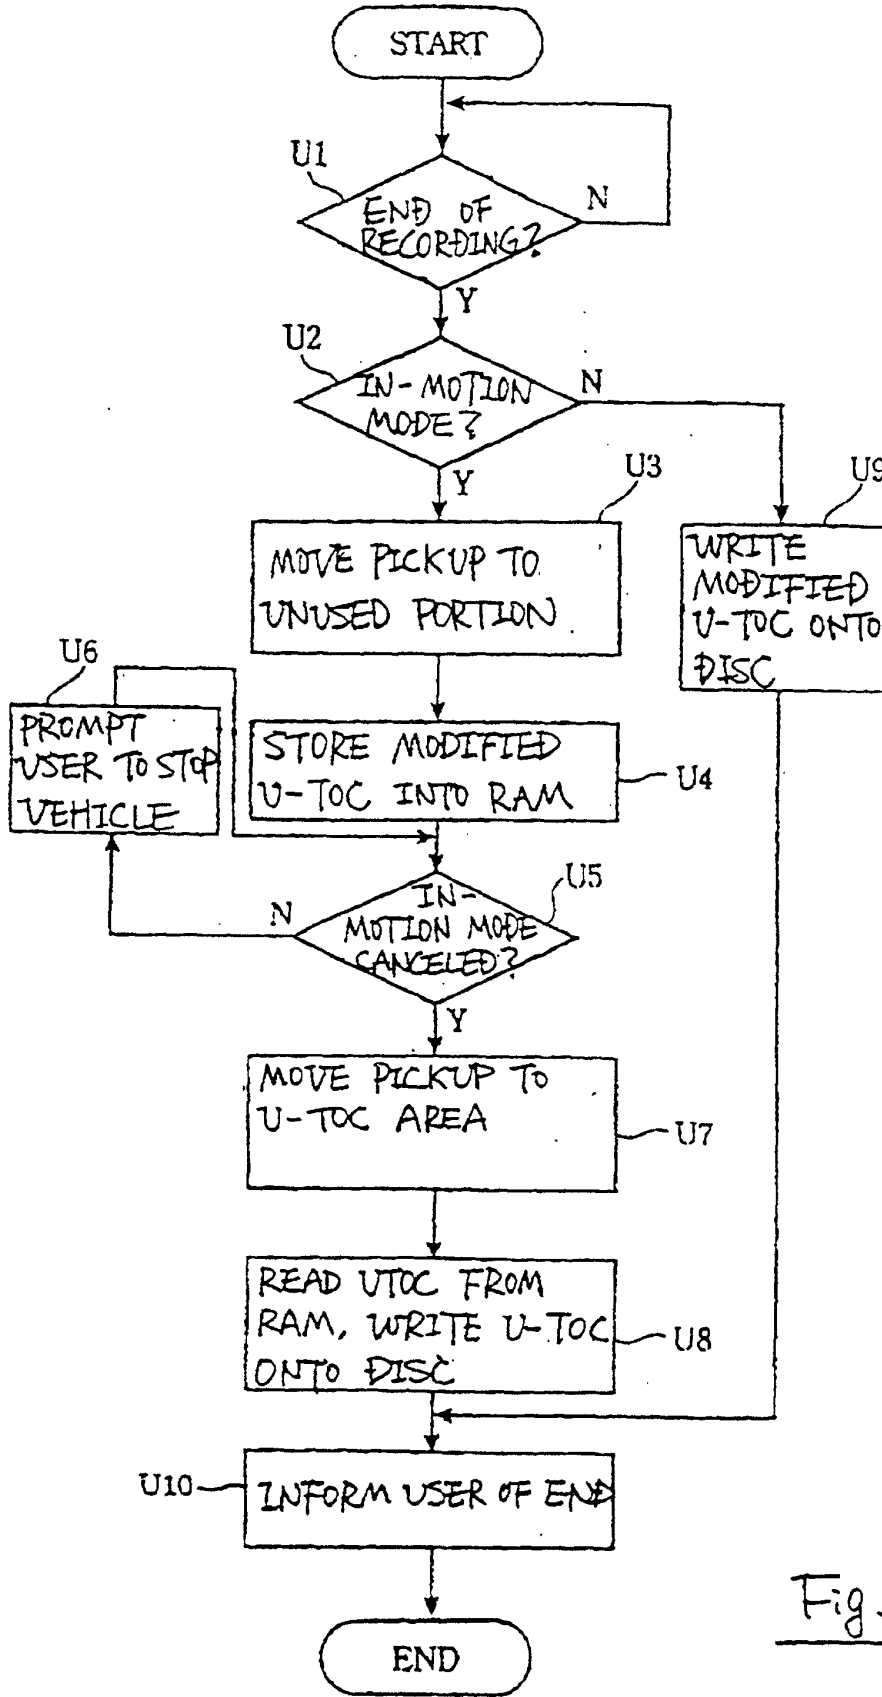 START
U1
END OF
RECORDING?
N
Y
U2
IN-MOTION
MODE?
N
Y
U3
MOVE PICKUP TO
UNUSED PORTION
U9
WRITE
MODIFIED
U-TOC ONTO
DISC
U6
PROMPT
USER TO STOP
VEHICLE
STORE MODIFIED
U-TOC INTO RAM
U4
U5
IN-
MOTION MODE
CANCELED?
N
Y
MOVE PICKUP TO
U-TOC AREA
U7
READ UTOC FROM
RAM, WRITE U-TOC
ONTO DISC
U8
U10
INFORM USER OF END
END
Fig.